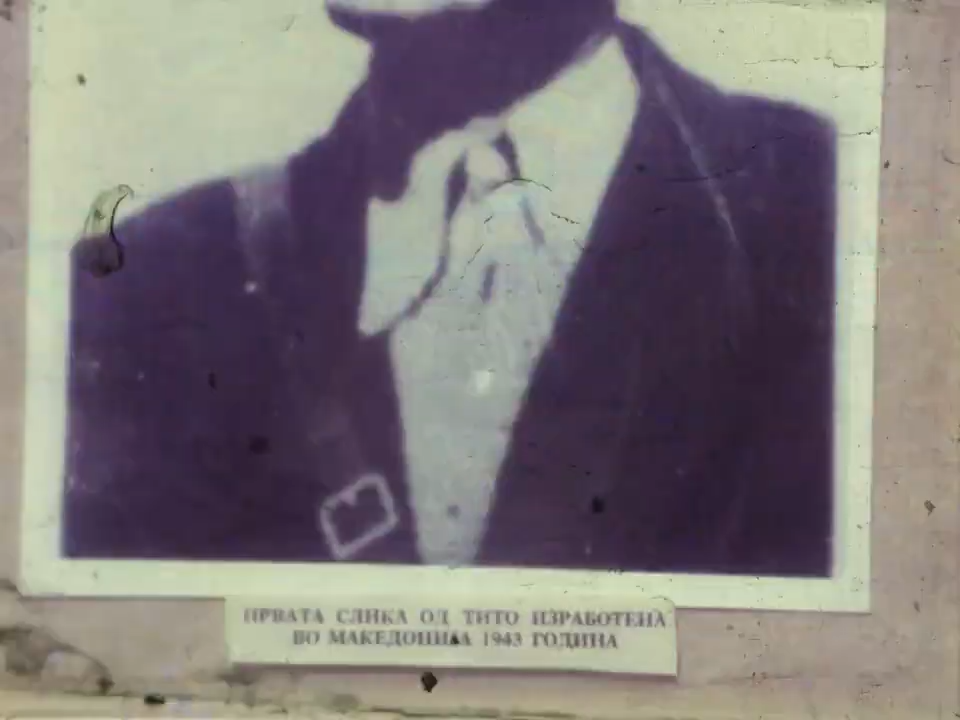 ПРВАТА СЛИКА ОД ТИТО ИЗРАБОТЕНА
ВО МАКЕДОНИЈА 1943 ГОДИНА